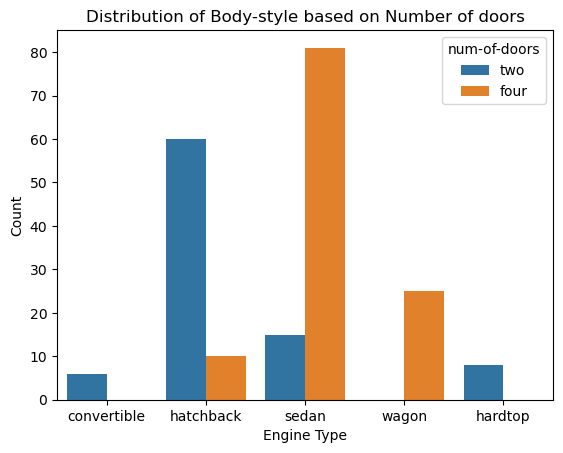 Distribution of Body-style based on Number of doors
num-of-doors
two
four
80
70
60
50
40
30
20
10
0
Count
convertible hatchback sedan wagon hardtop
Engine Type